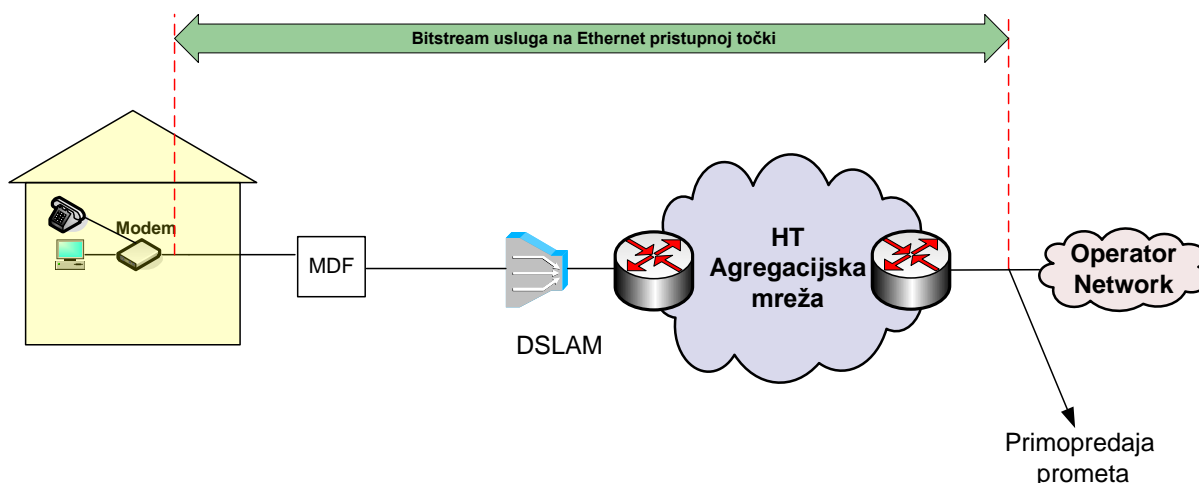 Bitstream usluga na Ethernet pristupnoj točki
Modem
MDF
DSLAM
HT
Agregacijska
mreža
Operator
Network
Primopredaja
prometa